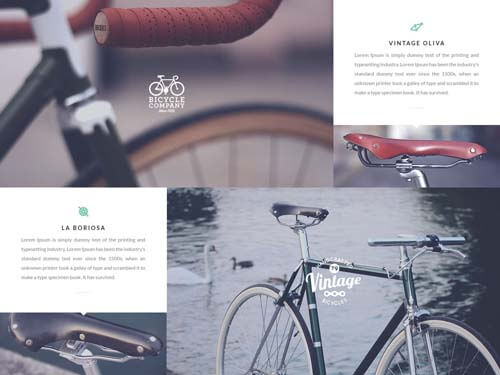 VINTAGE OLIVA
Lorem Ipsum is simply dummy text of the printing and
typesetting industry. Lorem Ipsum has been the industry's
standard dummy text ever since the 1500s, when an
unknown printer took a galley of type and scrambled it to
make a type specimen book. It has survived.
BICYCLE
COMPANY
LA BORIOSA
Lorem Ipsum is simply dummy text of the printing and
typesetting industry. Lorem Ipsum has been the industry's
standard dummy text ever since the 1500s, when an
unknown printer took a galley of type and scrambled it to
make a type specimen book. It has survived.
Vintage
BICYCLES